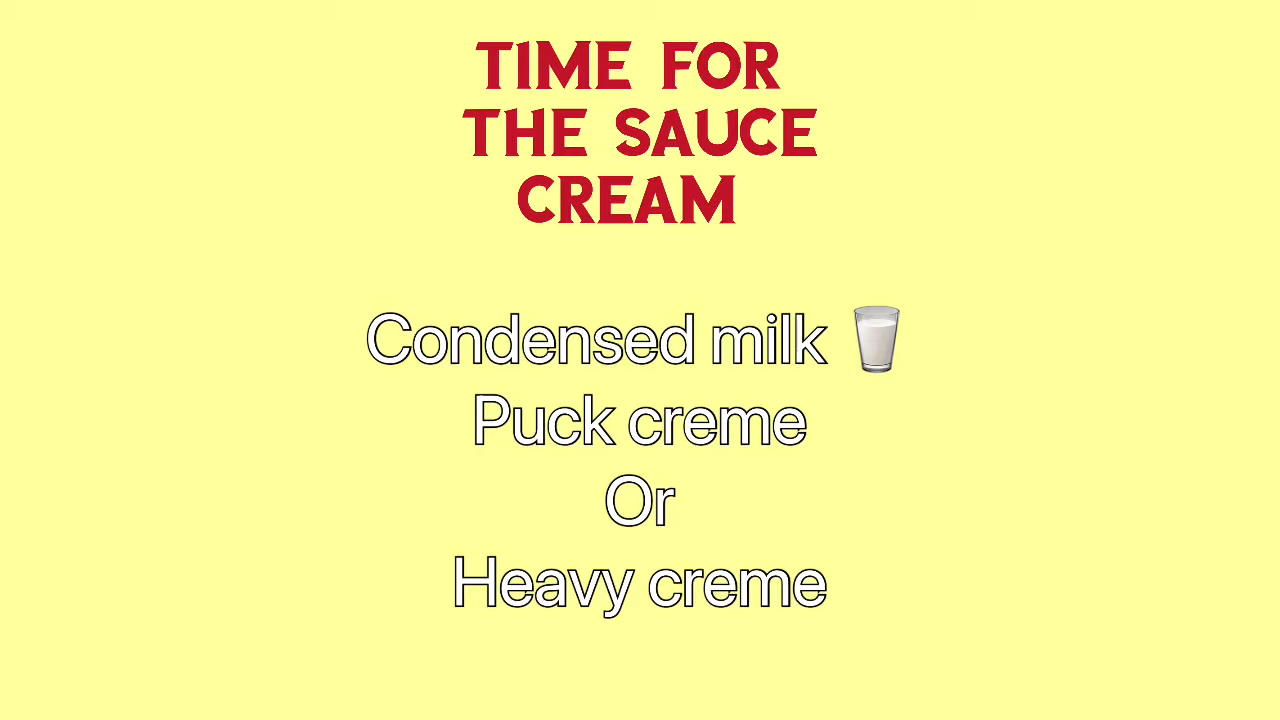 TIME FOR
THE SAUCE
CREAM
Condensed milk 🥛
Puck creme
Or
Heavy creme